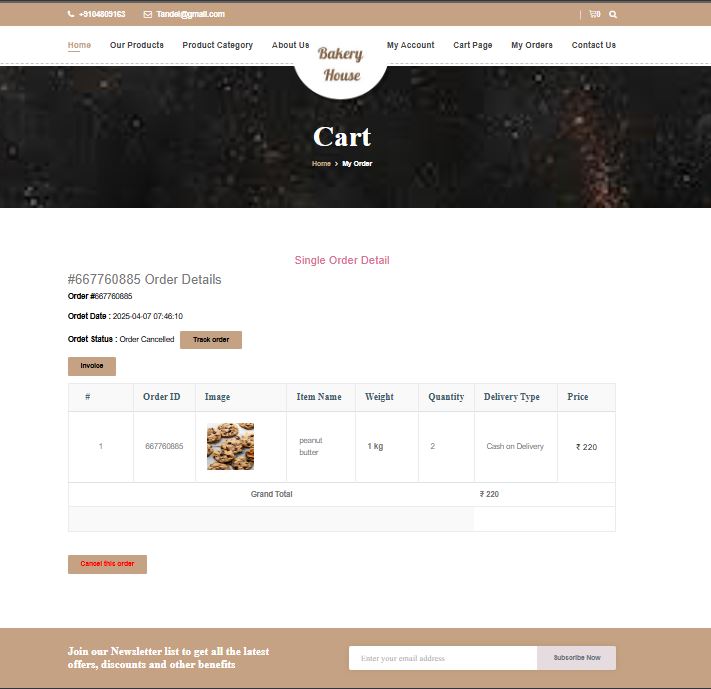 +9104809163 Tandel@gmail.com 0
Home Our Products Product Category About Us Bakery House My Account Cart Page My Orders Contact Us
Cart
Home > My Order
Single Order Detail
#667760885 Order Details
Order #667760885
Ordet Date : 2025-04-07 07:46:10
Ordet Status : Order Cancelled Track order
Invoice
# Order ID Image Item Name Weight Quantity Delivery Type Price
1 667760885 peanut butter 1 kg 2 Cash on Delivery ₹ 220
Grand Total ₹ 220
Cancel this order
Join our Newsletter list to get all the latest
offers, discounts and other benefits
Enter your email address Subscribe Now